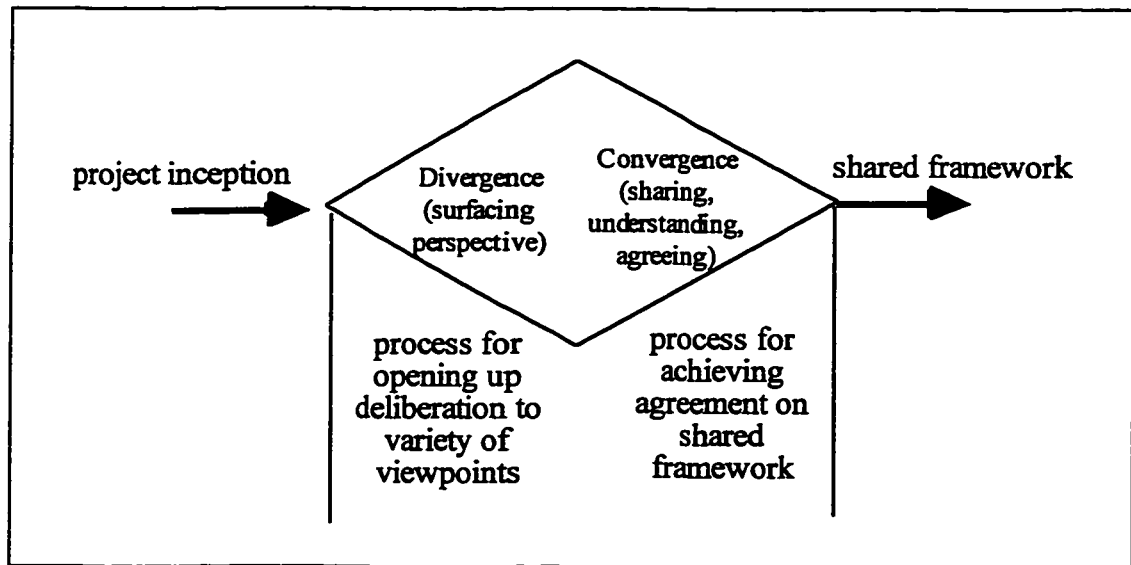 project inception
Divergence
(surfacing
perspective)
Convergence
(sharing,
understanding,
agreeing)
shared framework
process for
opening up
deliberation to
variety of
viewpoints
process for
achieving
agreement on
shared
framework